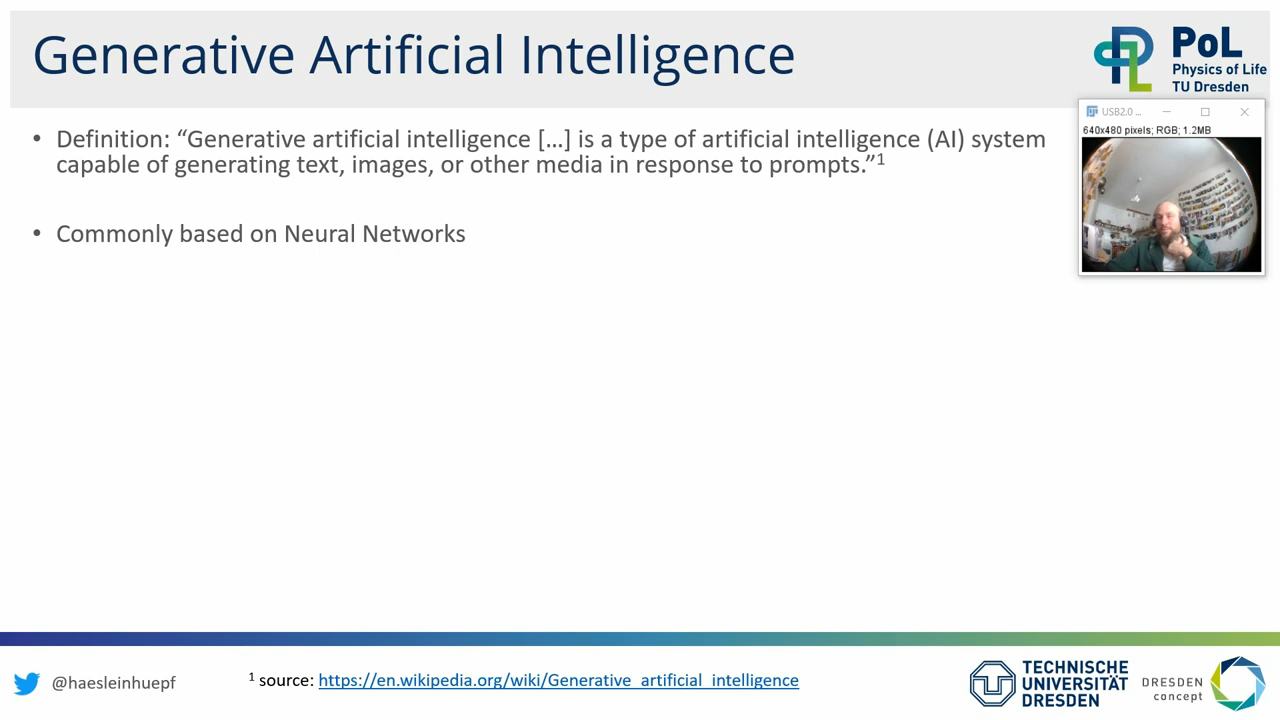 Generative Artificial Intelligence
PoL
Physics of Life
TU Dresden
USB2.0 ...
640x480 pixels; RGB; 1.2MB
• Definition: “Generative artificial intelligence […] is a type of artificial intelligence (AI) system
capable of generating text, images, or other media in response to prompts.”¹
• Commonly based on Neural Networks
@haesleinhuepf
¹ source: https://en.wikipedia.org/wiki/Generative_artificial_intelligence
TECHNISCHE
UNIVERSITÄT
DRESDEN
DRESDEN
concept